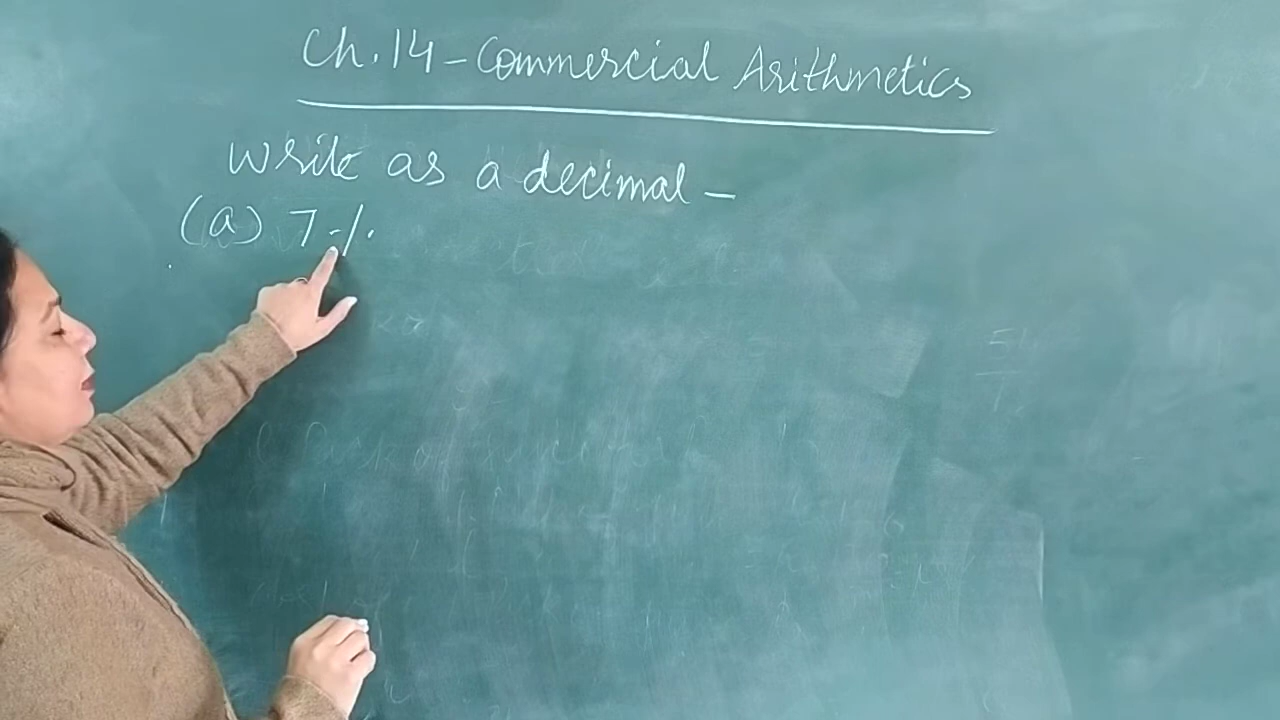 Ch.14-Commercial Arithmetics
Write as a decimal -
(a) 7%